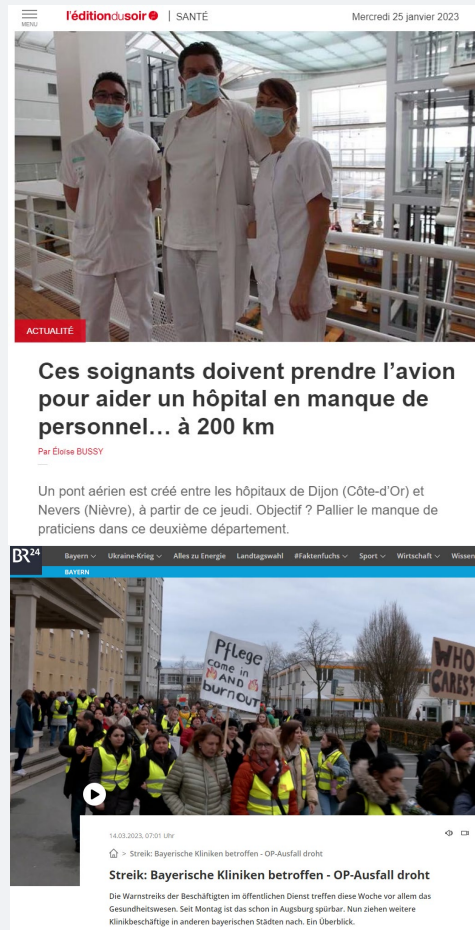 MENU
l'éditiondusoir | SANTÉ
Mercredi 25 janvier 2023
ACTUALITÉ
Ces soignants doivent prendre l’avion
pour aider un hôpital en manque de
personnel… à 200 km
Par Éloïse BUSSY
Un pont aérien est créé entre les hôpitaux de Dijon (Côte-d’Or) et
Nevers (Nièvre), à partir de ce jeudi. Objectif ? Pallier le manque de
praticiens dans ce deuxième département.
BR24
Bayern Ukraine-Krieg Alles zu Energie Landtagswahl #Faktenfuchs Sport Wirtschaft Wissen
BAYERN
Pflege
come in
AND
burnOUT
WHO
CARES?
14.03.2023, 07:01 Uhr
> Streik: Bayerische Kliniken betroffen - OP-Ausfall droht
Streik: Bayerische Kliniken betroffen - OP-Ausfall droht
Die Warnstreiks der Beschäftigten im öffentlichen Dienst treffen diese Woche vor allem das
Gesundheitswesen. Seit Montag ist das schon in Augsburg spürbar. Nun ziehen weitere
Klinikbeschäftige in anderen bayerischen Städten nach. Ein Überblick.